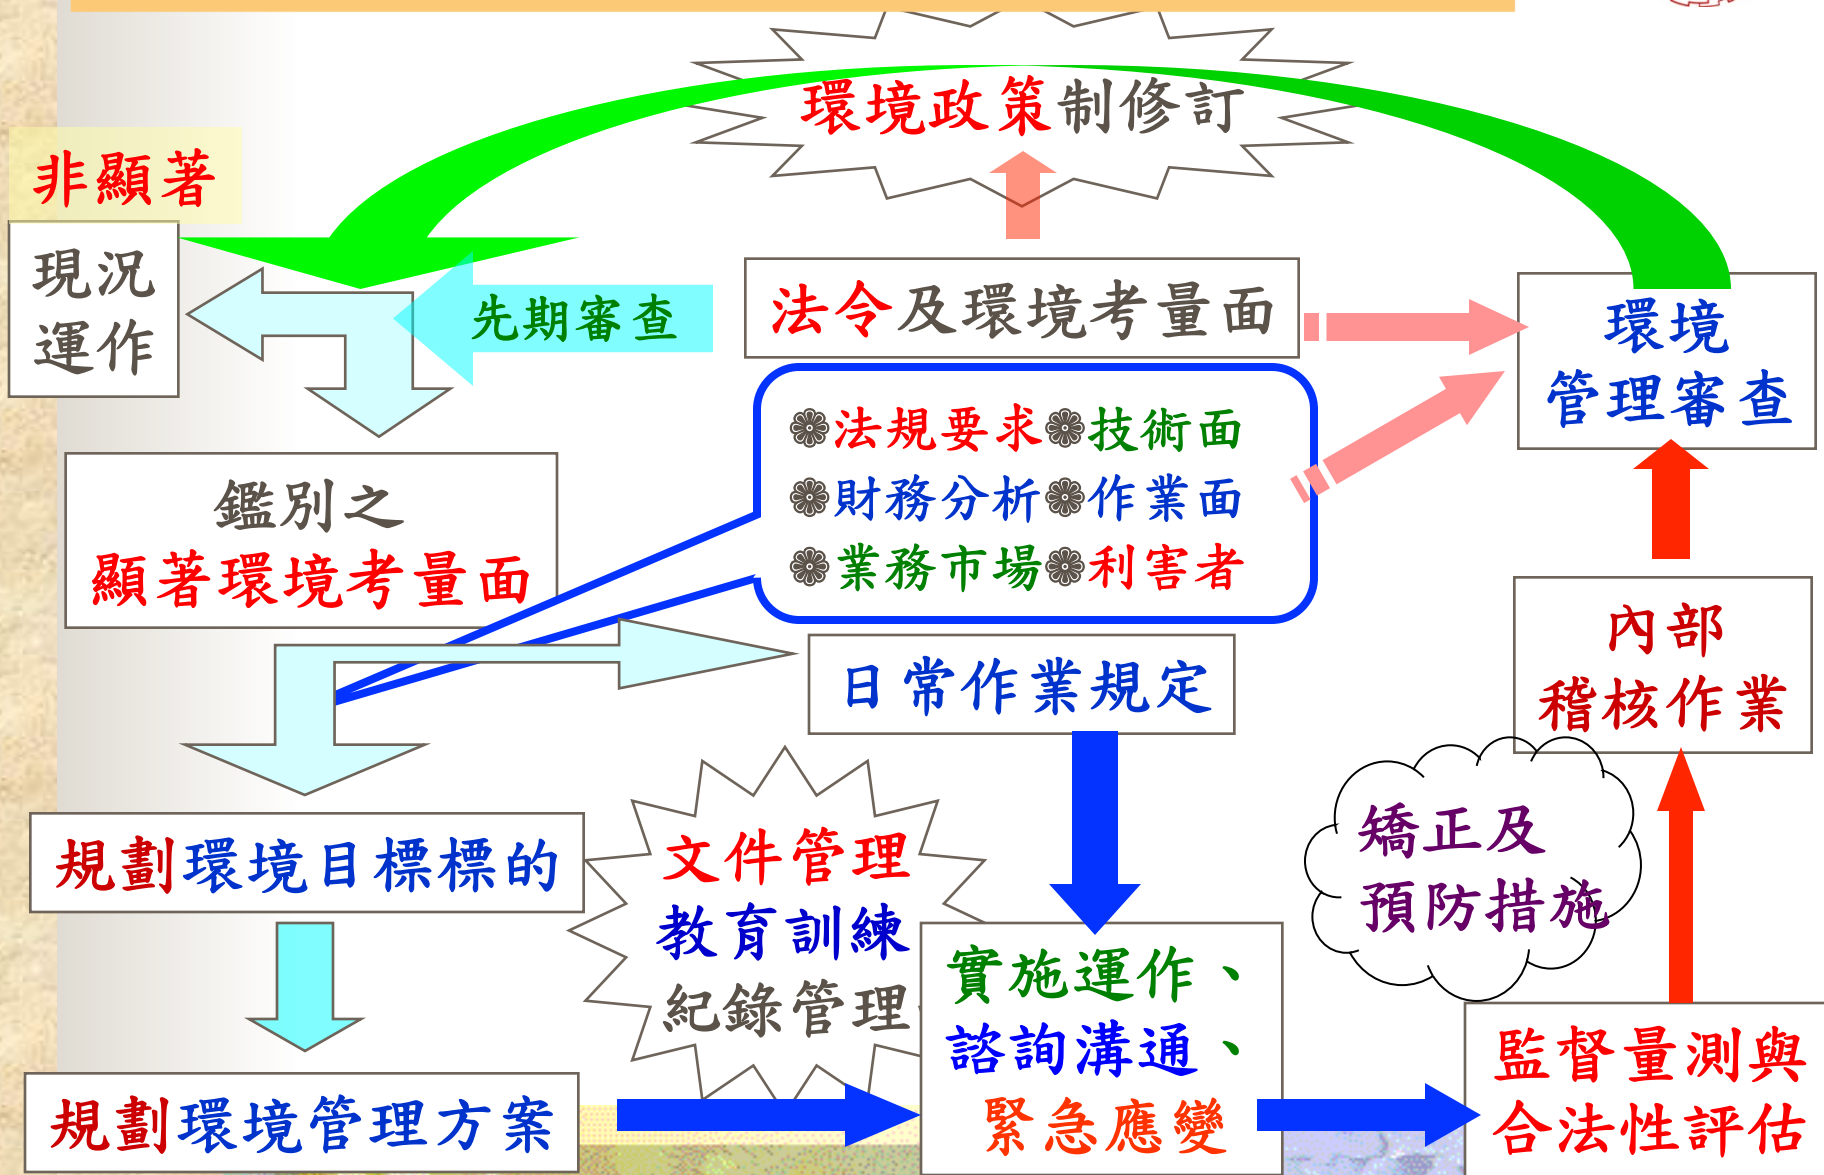 環境政策制修訂
非顯著
現況
運作
先期審查
法令及環境考量面
環境
管理審查
❁法規要求❁技術面
❁財務分析❁作業面
❁業務市場❁利害者
鑑別之
顯著環境考量面
日常作業規定
內部
稽核作業
矯正及
預防措施
規劃環境目標標的
文件管理
教育訓練
紀錄管理
實施運作、
諮詢溝通、
緊急應變
規劃環境管理方案
監督量測與
合法性評估